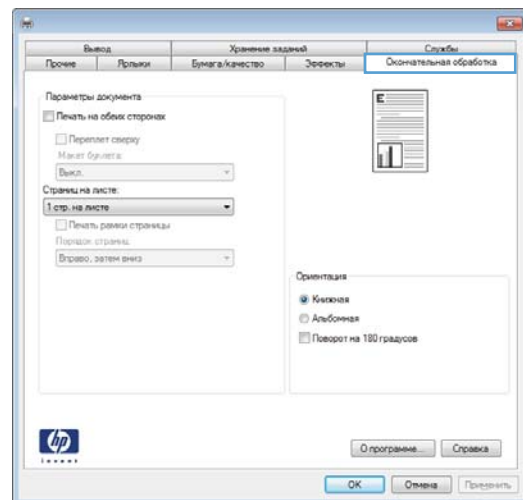 Вывод Хранение заданий Службы
Прочие Ярлыки Бумага/качество Эффекты Окончательная обработка
Параметры документа
Печать на обеих сторонах
Переплет сверху
Макет буклета:
Выкл.
Страниц на листе:
1 стр. на листе
Печать рамки страницы
Порядок страниц:
Вправо, затем вниз
E
Ориентация
Книжная
Альбомная
Поворот на 180 градусов
hp
invent
О программе... Справка
OK Отмена Применить